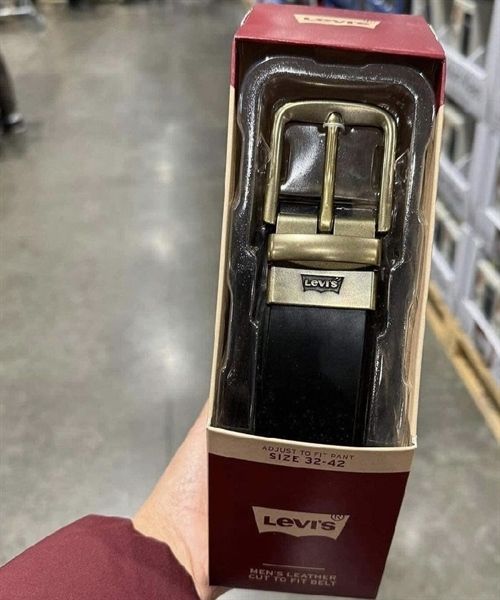 Levi's
Levi's
ADJUST TO FIT PANT
SIZE 32-42
Levi's®
MEN'S LEATHER
CUT TO FIT BELT